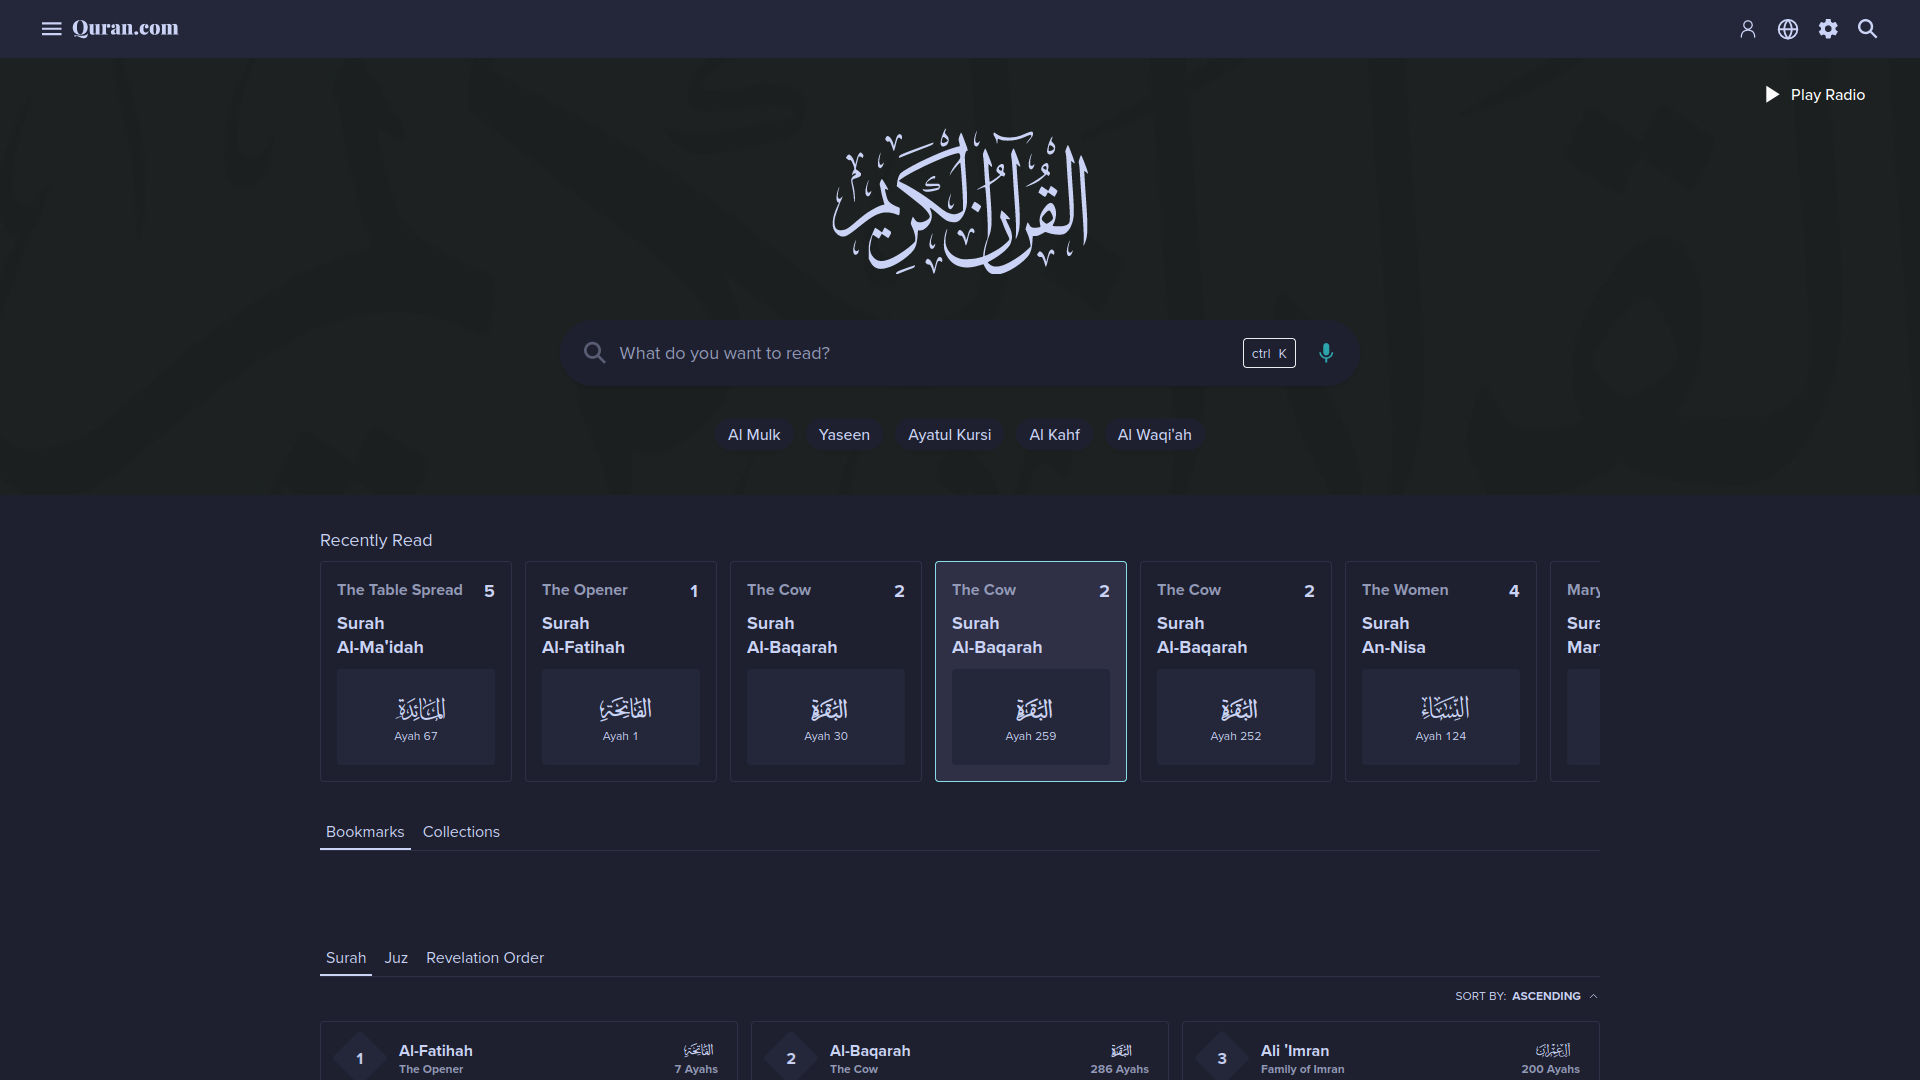 Quran.com
Play Radio
القرآن الكريم
What do you want to read?
ctrl K
Al Mulk
Yaseen
Ayatul Kursi
Al Kahf
Al Waqi'ah
Recently Read
The Table Spread 5
Surah
Al-Ma'idah
المائدة
Ayah 67
The Opener 1
Surah
Al-Fatihah
الفاتحة
Ayah 1
The Cow 2
Surah
Al-Baqarah
البقرة
Ayah 30
The Cow 2
Surah
Al-Baqarah
البقرة
Ayah 259
The Cow 2
Surah
Al-Baqarah
البقرة
Ayah 252
The Women 4
Surah
An-Nisa
النساء
Ayah 124
Mary
Bookmarks Collections
Surah Juz Revelation Order
SORT BY: ASCENDING
1 Al-Fatihah الفاتحة
The Opener 7 Ayahs
2 Al-Baqarah البقرة
The Cow 286 Ayahs
3 Ali 'Imran آل عمران
Family of Imran 200 Ayahs